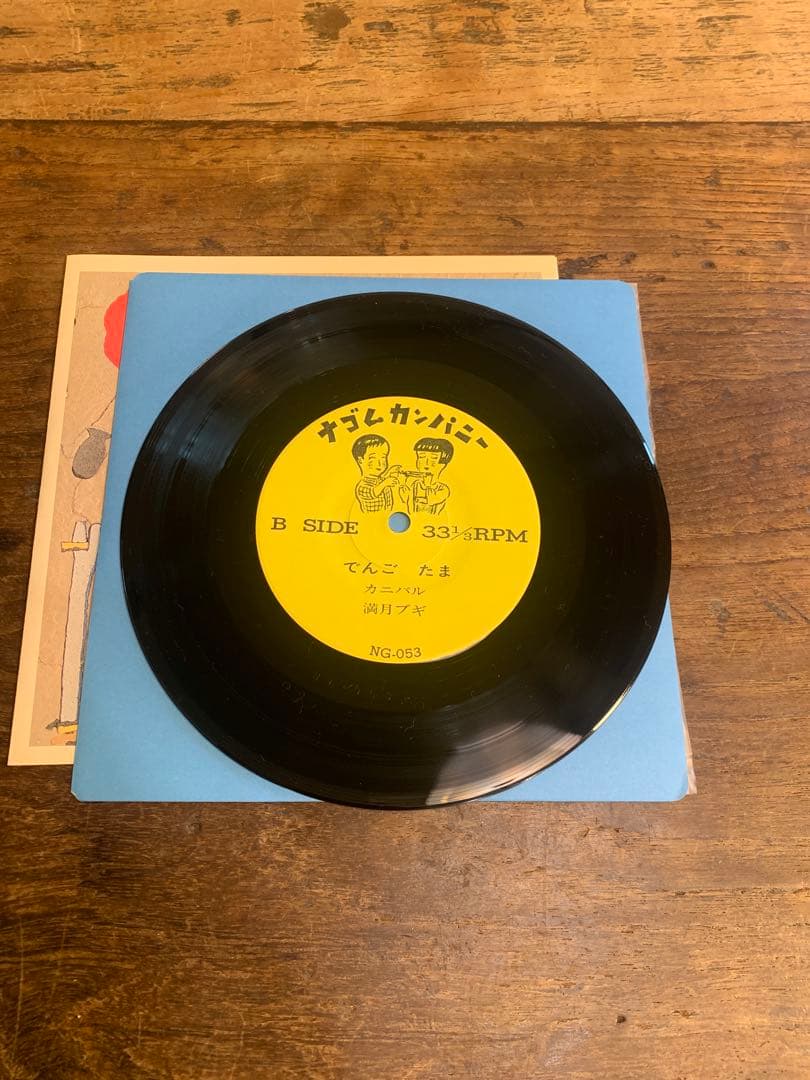 ナゴムカンパニー
B SIDE 33⅓RPM
でんご たま
カニバル
満月ブギ
NG-053